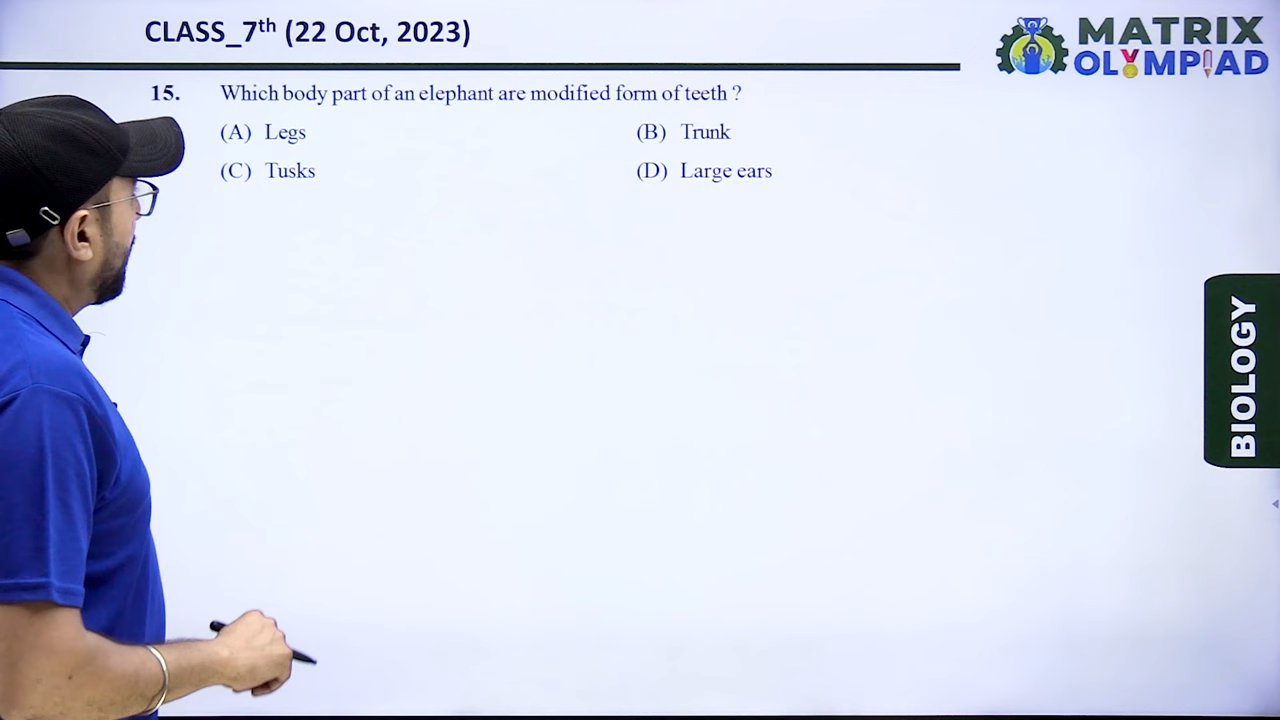 CLASS_7th (22 Oct, 2023)
MATRIX
OLYMPIAD
15. Which body part of an elephant are modified form of teeth ?
(A) Legs (B) Trunk
(C) Tusks (D) Large ears
BIOLOGY